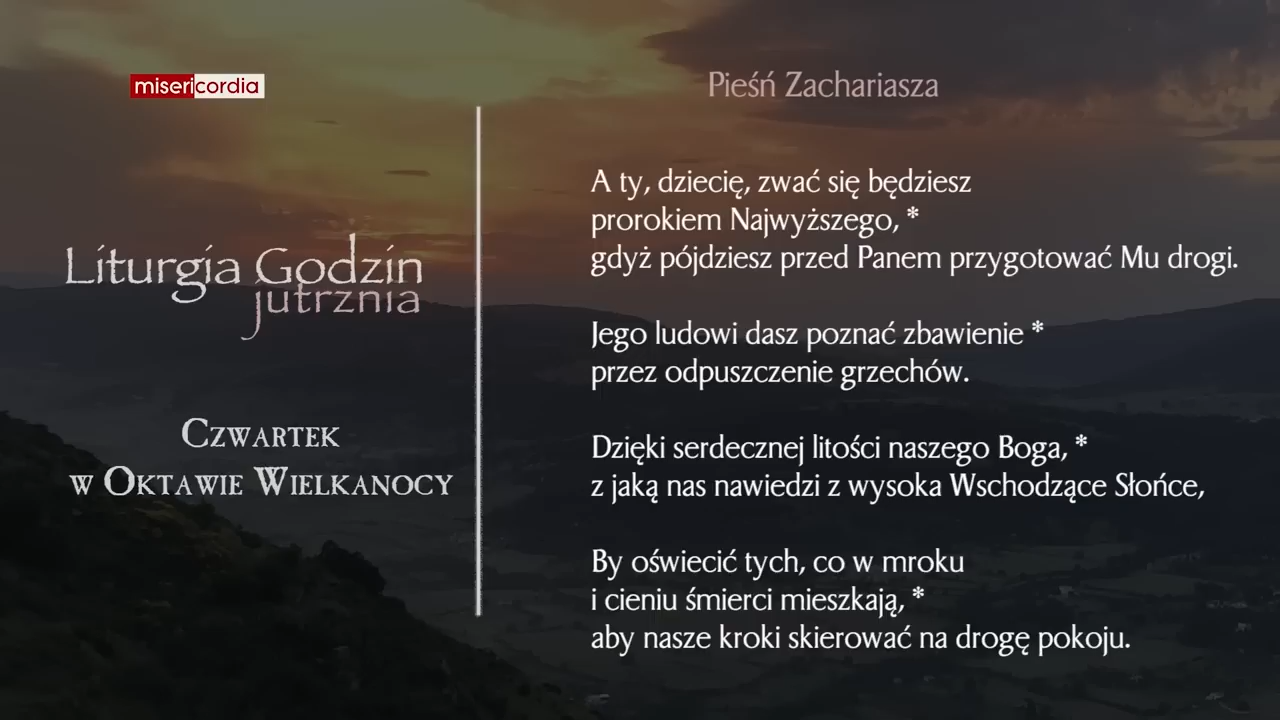 misericordia
Liturgia Godzin
jutrznia
Czwartek
w Oktawie Wielkanocy
Pieśń Zachariasza
A ty, dziecię, zwać się będziesz
prorokiem Najwyższego, *
gdyż pójdziesz przed Panem przygotować Mu drogi.
Jego ludowi dasz poznać zbawienie *
przez odpuszczenie grzechów.
Dzięki serdecznej litości naszego Boga, *
z jaką nas nawiedzi z wysoka Wschodzące Słońce,
By oświecić tych, co w mroku
i cieniu śmierci mieszkają, *
aby nasze kroki skierować na drogę pokoju.